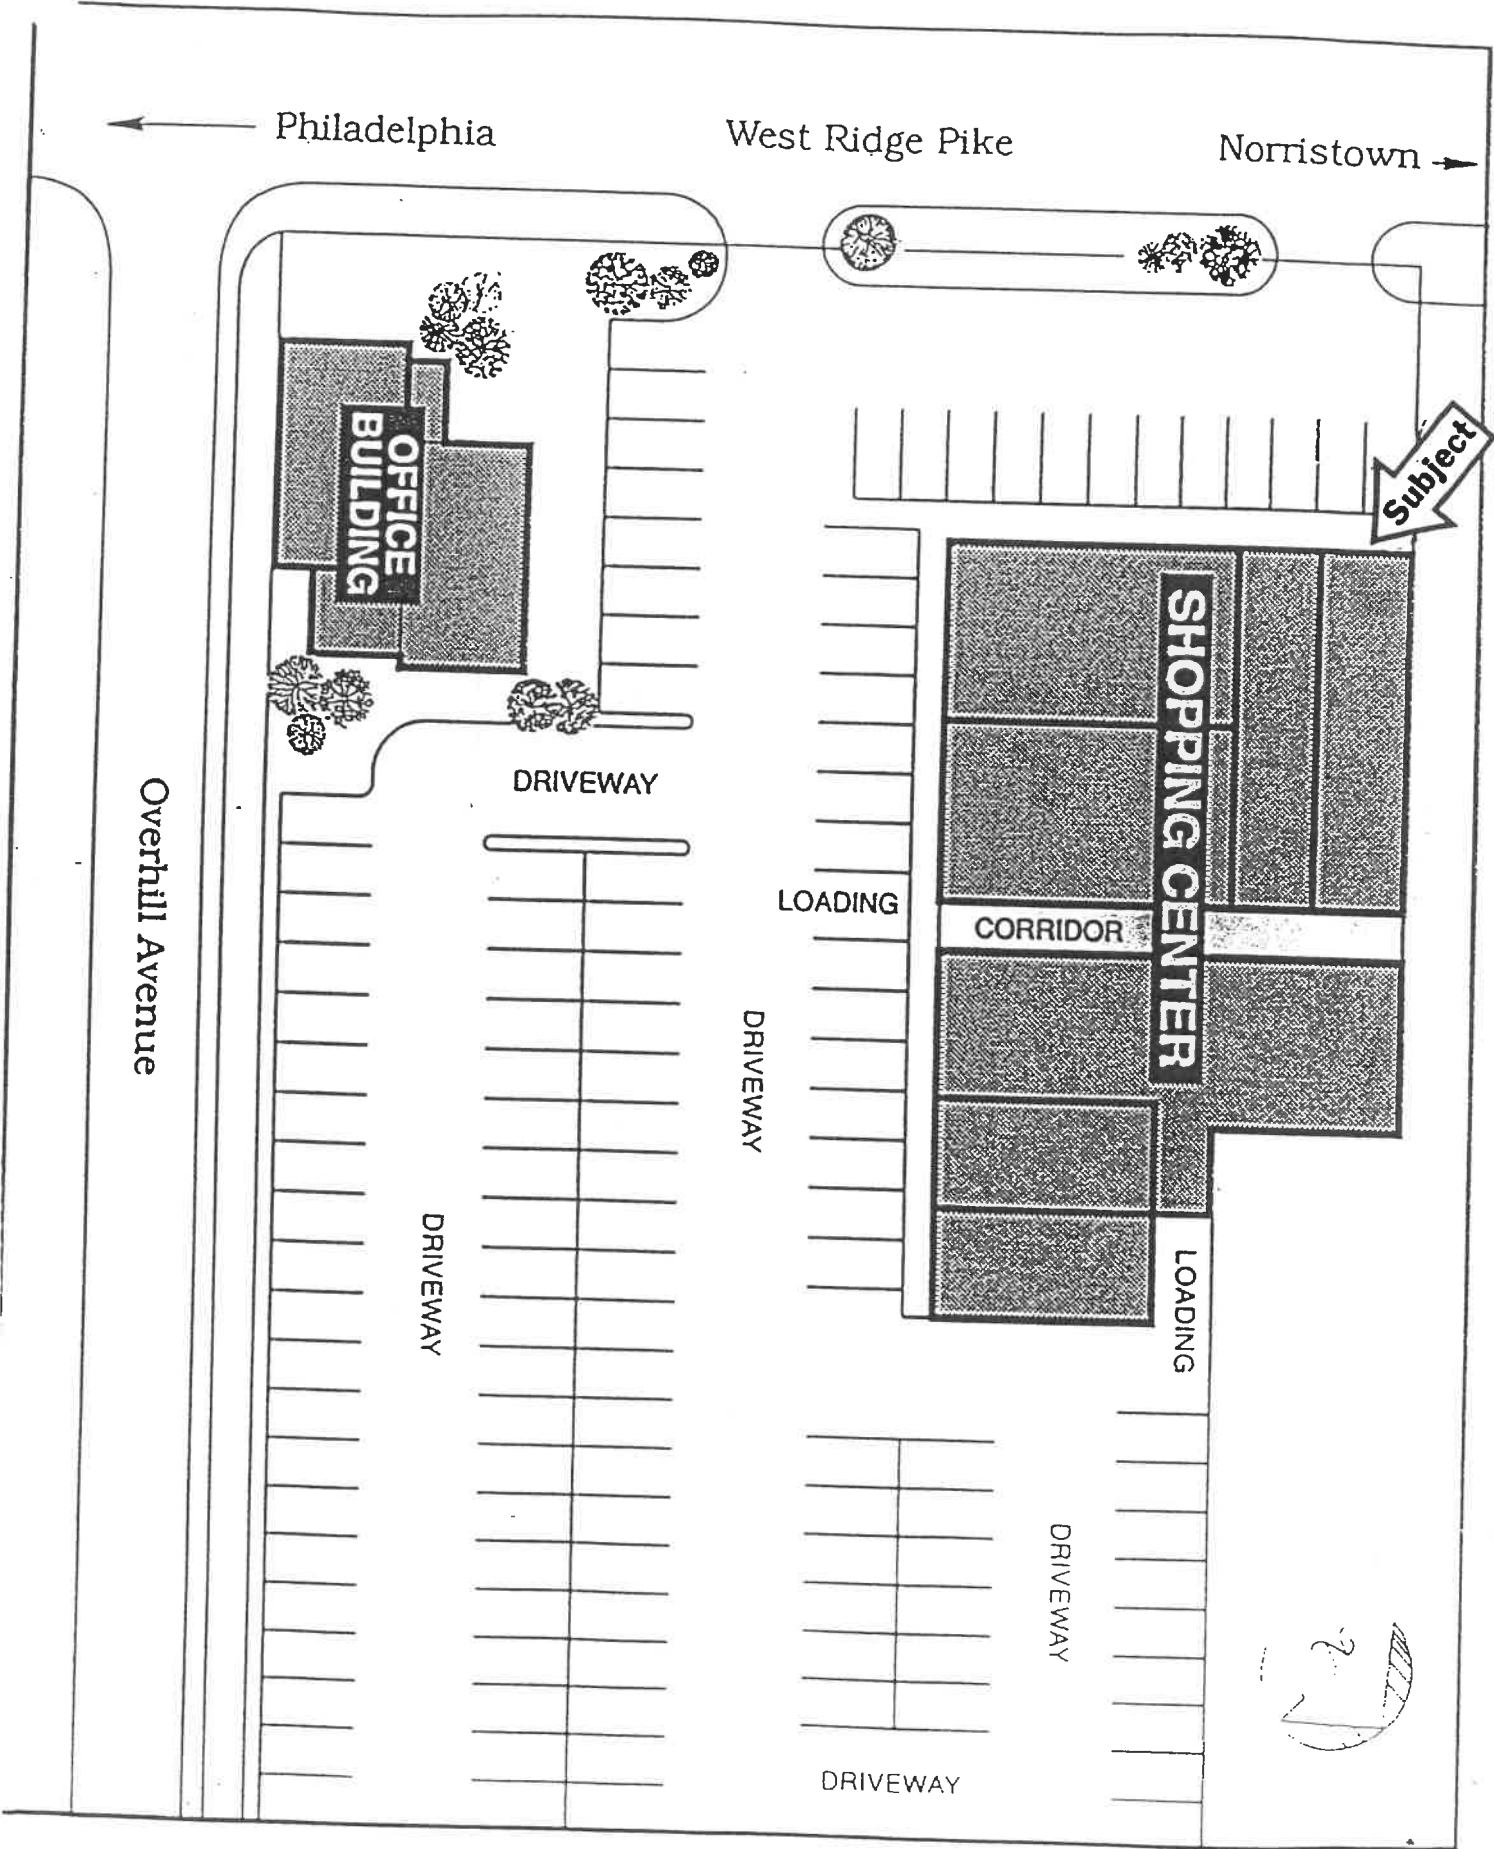 Philadelphia
West Ridge Pike
Norristown
Subject
OFFICE
BUILDING
SHOPPING CENTER
DRIVEWAY
Overhill Avenue
LOADING
CORRIDOR
DRIVEWAY
DRIVEWAY
LOADING
DRIVEWAY
DRIVEWAY